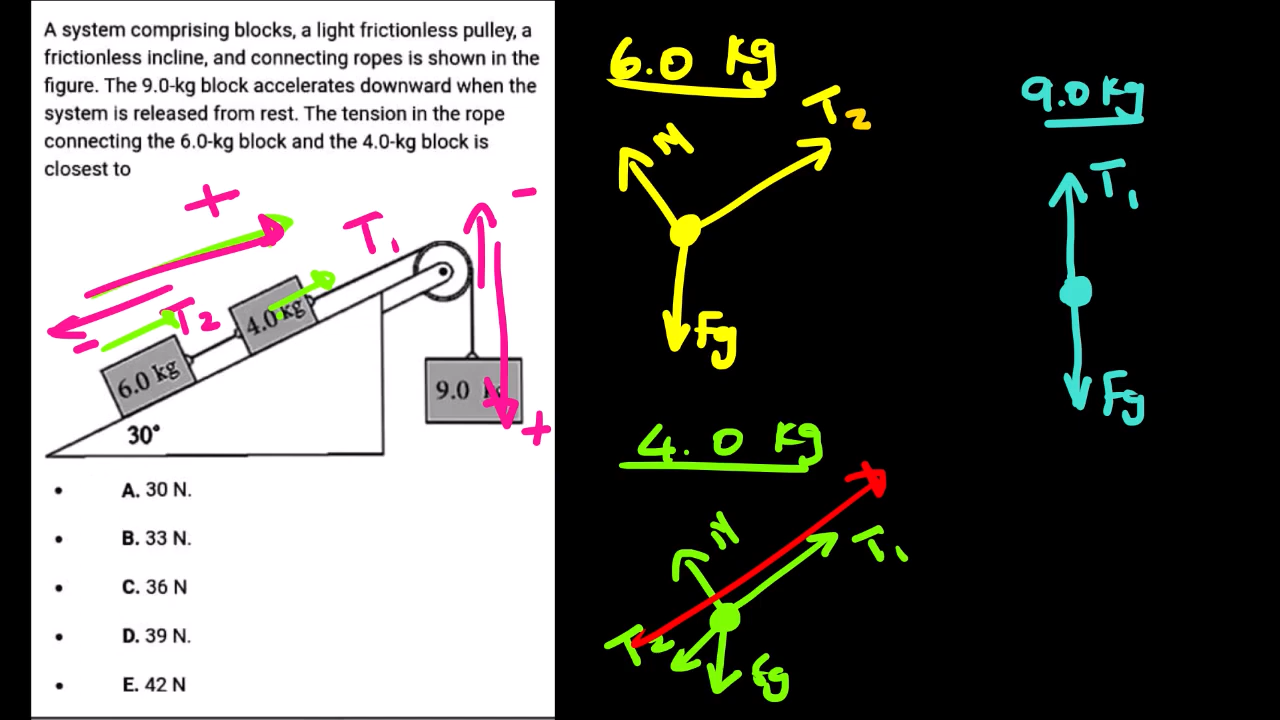 A system comprising blocks, a light frictionless pulley, a
frictionless incline, and connecting ropes is shown in the
figure. The 9.0-kg block accelerates downward when the
system is released from rest. The tension in the rope
connecting the 6.0-kg block and the 4.0-kg block is
closest to
+
-
T₁
T₂
-
4.0 kg
6.0 kg
9.0 kg
+
30°
A. 30 N.
B. 33 N.
C. 36 N
D. 39 N.
E. 42 N
6.0 kg
N
T₂
Fg
4.0 kg
N
T₁
T₂
Fg
9.0 kg
T₁
Fg